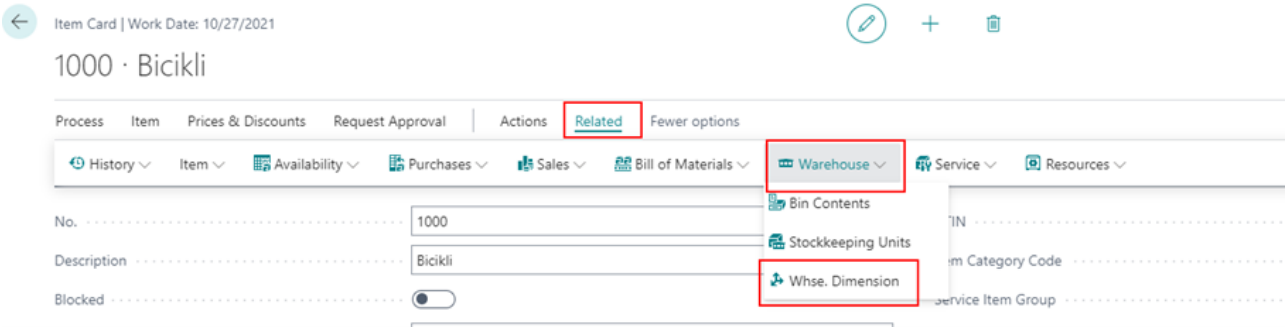 Item Card | Work Date: 10/27/2021
1000 · Bicikli
Process Item Prices & Discounts Request Approval Actions Related Fewer options
History Item Availability Purchases Sales Bill of Materials Warehouse Service Resources
Bin Contents
Stockkeeping Units
Whse. Dimension
No. 1000
Description Bicikli
Category Code
Blocked
Service Item Group